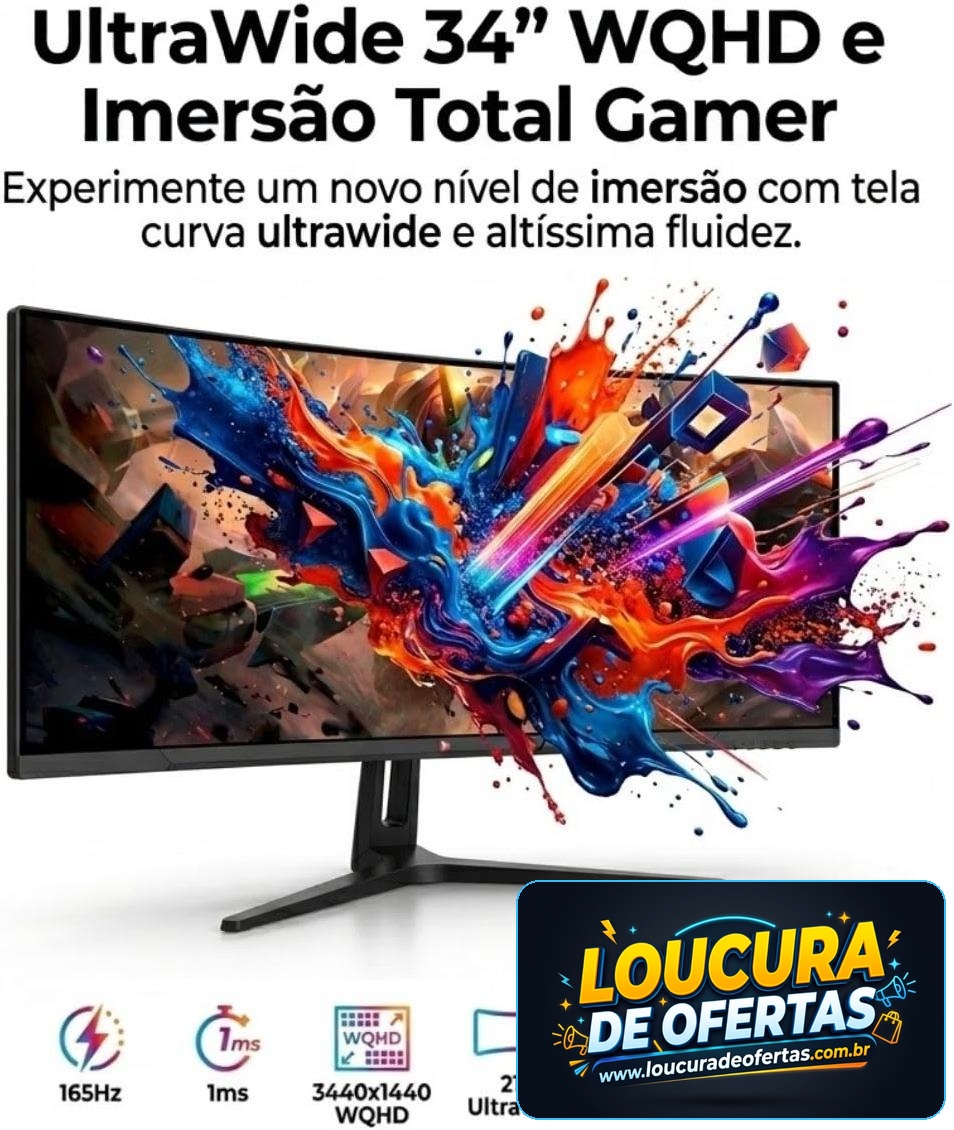 UltraWide 34” WQHD e
Imersão Total Gamer
Experimente um novo nível de imersão com tela
curva ultrawide e altíssima fluidez.
165Hz
1ms
1ms
WQHD
3440x1440
WQHD
LOUCURA
DE OFERTAS
www.loucuradeofertas.com.br